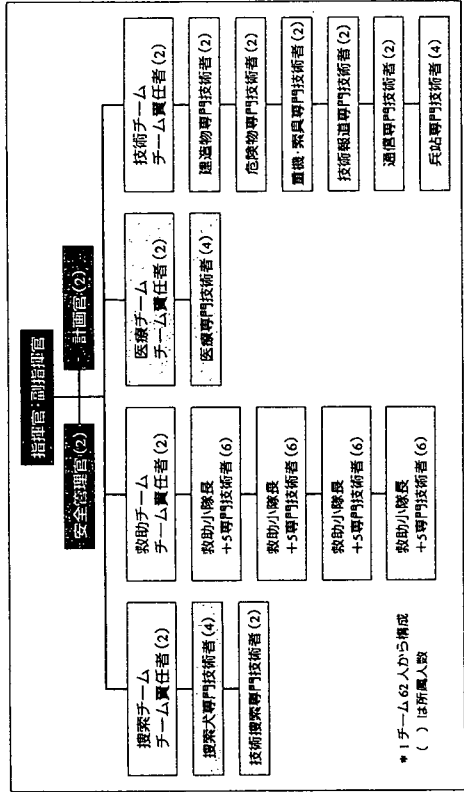 指揮官・副指揮官
安全管理官(2)
計画官(2)
捜索チーム
チーム責任者(2)
捜索犬専門技術者(4)
技術捜索専門技術者(2)
救助チーム
チーム責任者(2)
救助小隊長
+5専門技術者(6)
救助小隊長
+5専門技術者(6)
救助小隊長
+5専門技術者(6)
救助小隊長
+5専門技術者(6)
医療チーム
チーム責任者(2)
医療専門技術者(4)
技術チーム
チーム責任者(2)
建造物専門技術者(2)
危険物専門技術者(2)
重機・索具専門技術者(2)
技術報道専門技術者(2)
通信専門技術者(2)
兵站専門技術者(4)
*1チーム62人から構成
( )は所属人数